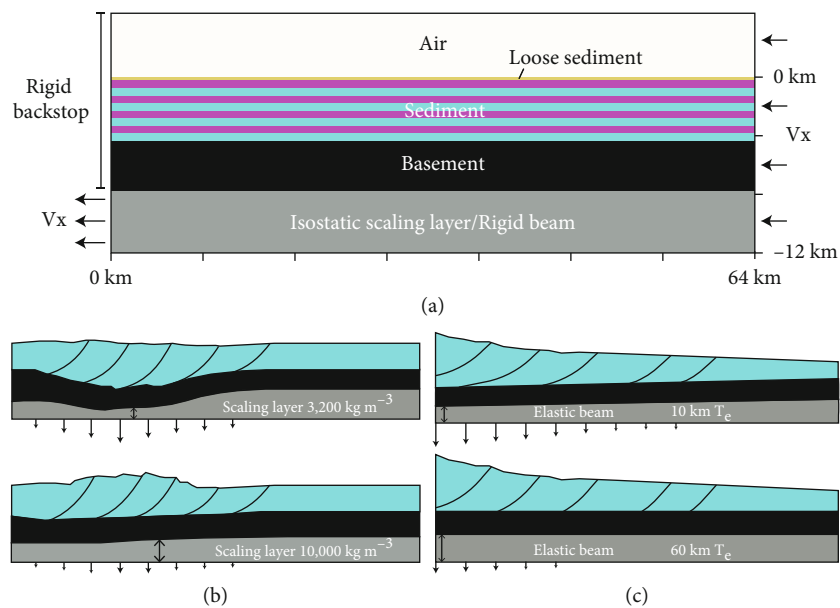 Air
Loose sediment
0 km
Rigid
backstop
Sediment
Vx
Basement
Vx
Isostatic scaling layer/Rigid beam
–12 km
0 km
64 km
(a)
Scaling layer 3,200 kg m⁻³
Elastic beam 10 km Tₑ
Scaling layer 10,000 kg m⁻³
Elastic beam 60 km Tₑ
(b)
(c)